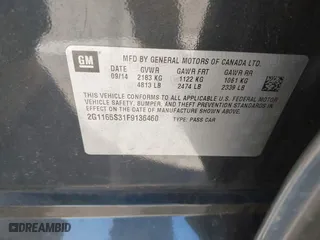 GM
MFD BY GENERAL MOTORS OF CANADA LTD.
DATE GVWR GAWR FRT GAWR RR
09/14 2183 KG 1122 KG 1061 KG
4813 LB 2474 LB 2339 LB
THIS VEHICLE CONFORMS TO ALL APPLICABLE U.S. FEDERAL MOTOR
VEHICLE SAFETY, BUMPER, AND THEFT PREVENTION STANDARDS IN
EFFECT ON THE DATE OF MANUFACTURE SHOWN ABOVE.
2G1165S31F9136460 TYPE: PASS CAR
© DREAMBID